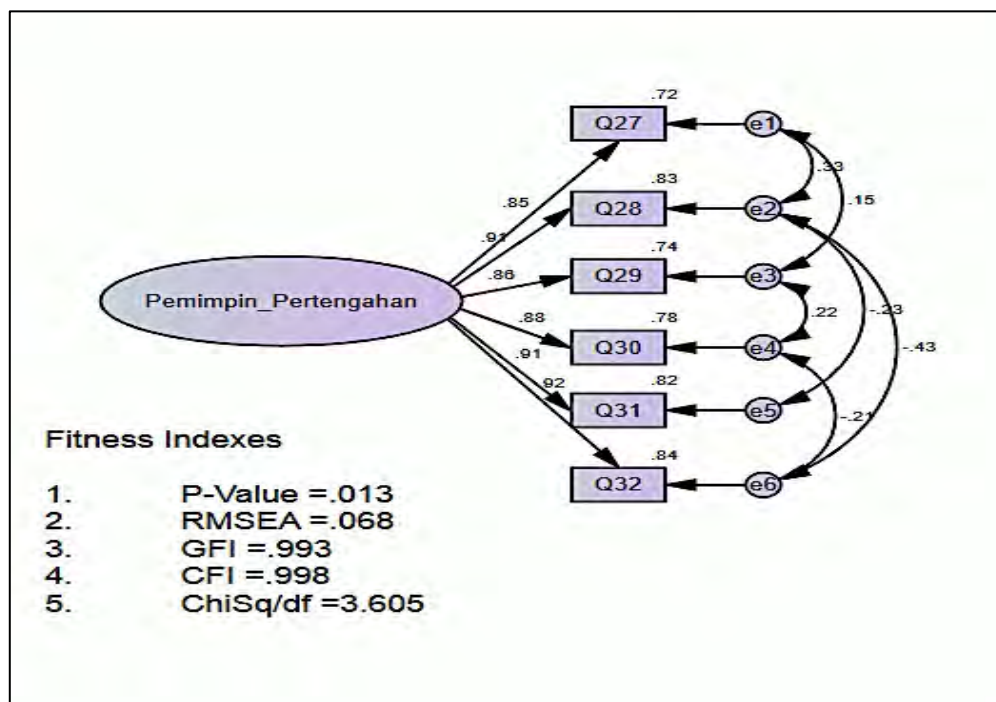 .72
Q27
e1
.33
.85
.83
.15
Q28
e2
.91
.74
.86
Q29
e3
Pemimpin_Pertengahan
.88
.78
.22
-.23
Q30
e4
-.43
.91
.92
.82
Q31
e5
-.21
.84
Q32
e6
Fitness Indexes
1. P-Value =.013
2. RMSEA =.068
3. GFI =.993
4. CFI =.998
5. ChiSq/df =3.605